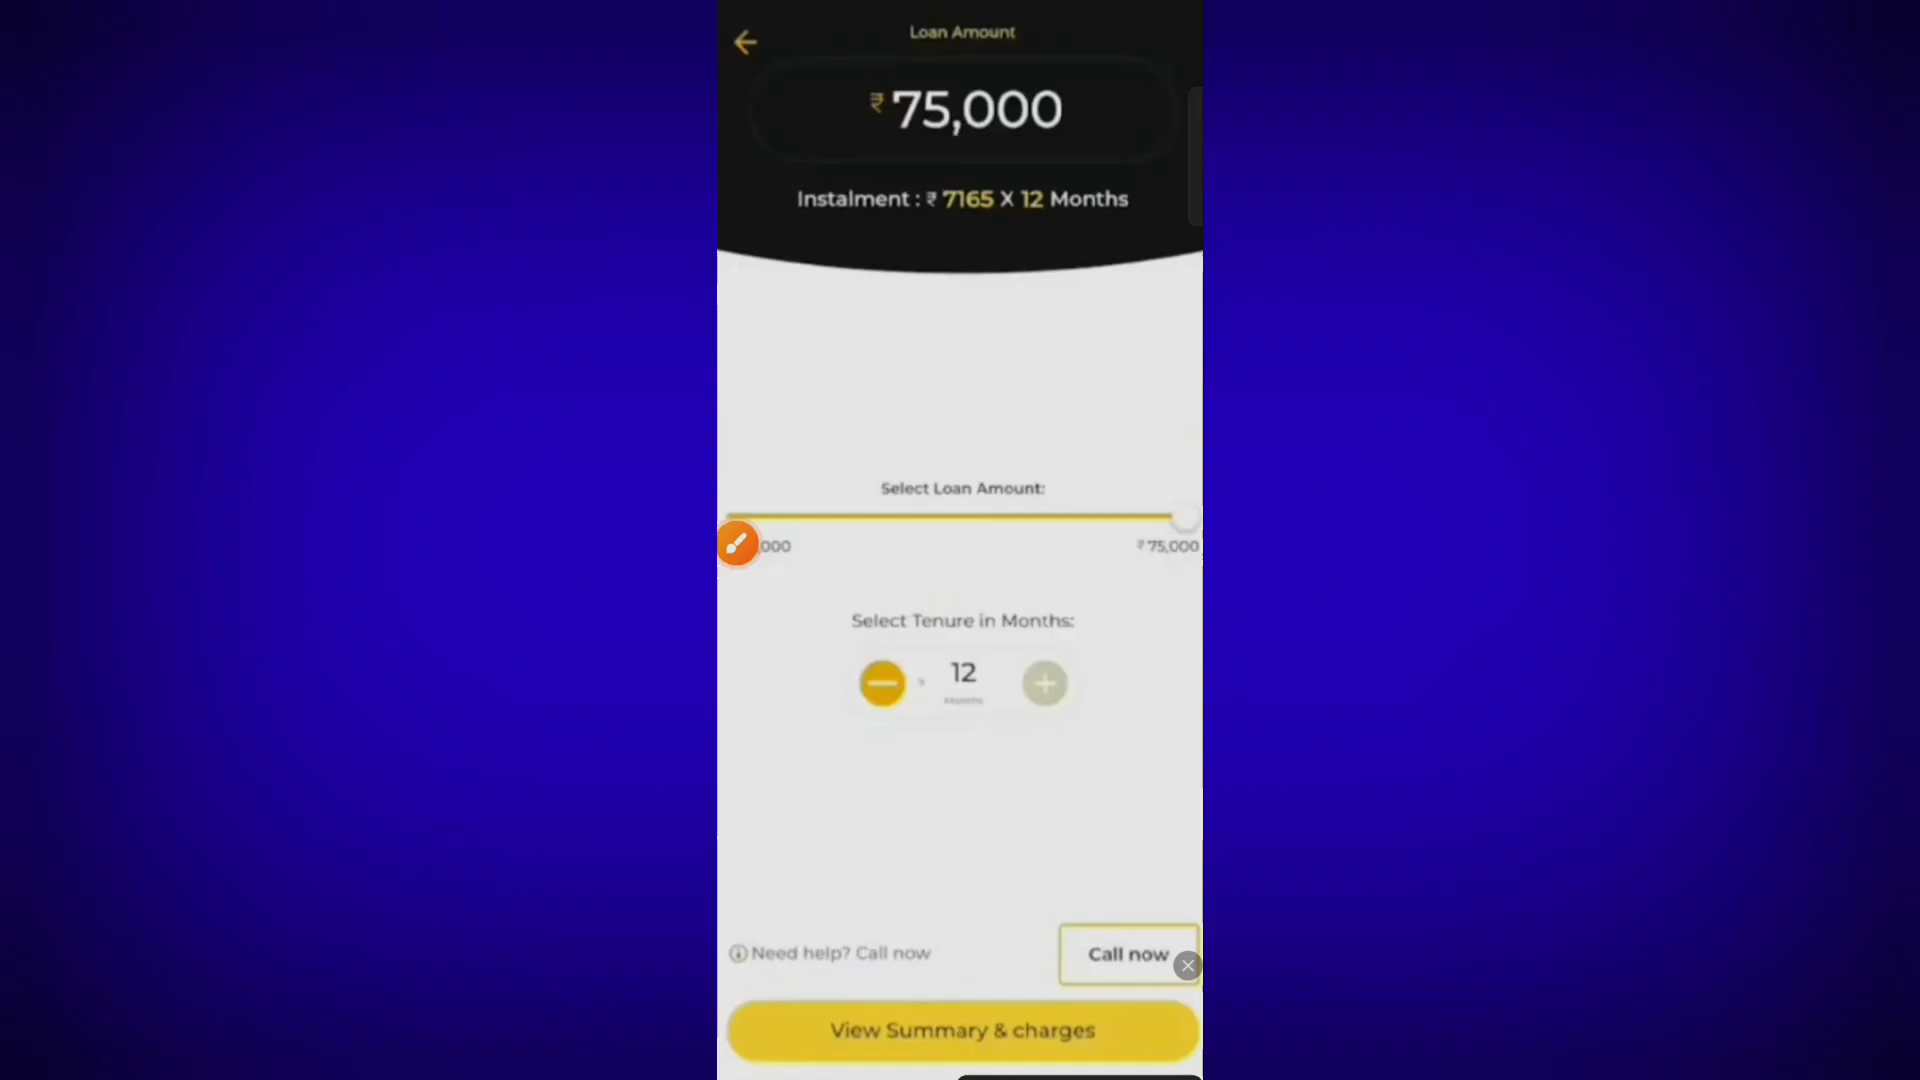 Loan Amount
₹ 75,000
Instalment : ₹ 7165 X 12 Months
Select Loan Amount:
,000
₹ 75,000
Select Tenure in Months:
12
Months
Need help? Call now
Call now
View Summary & charges